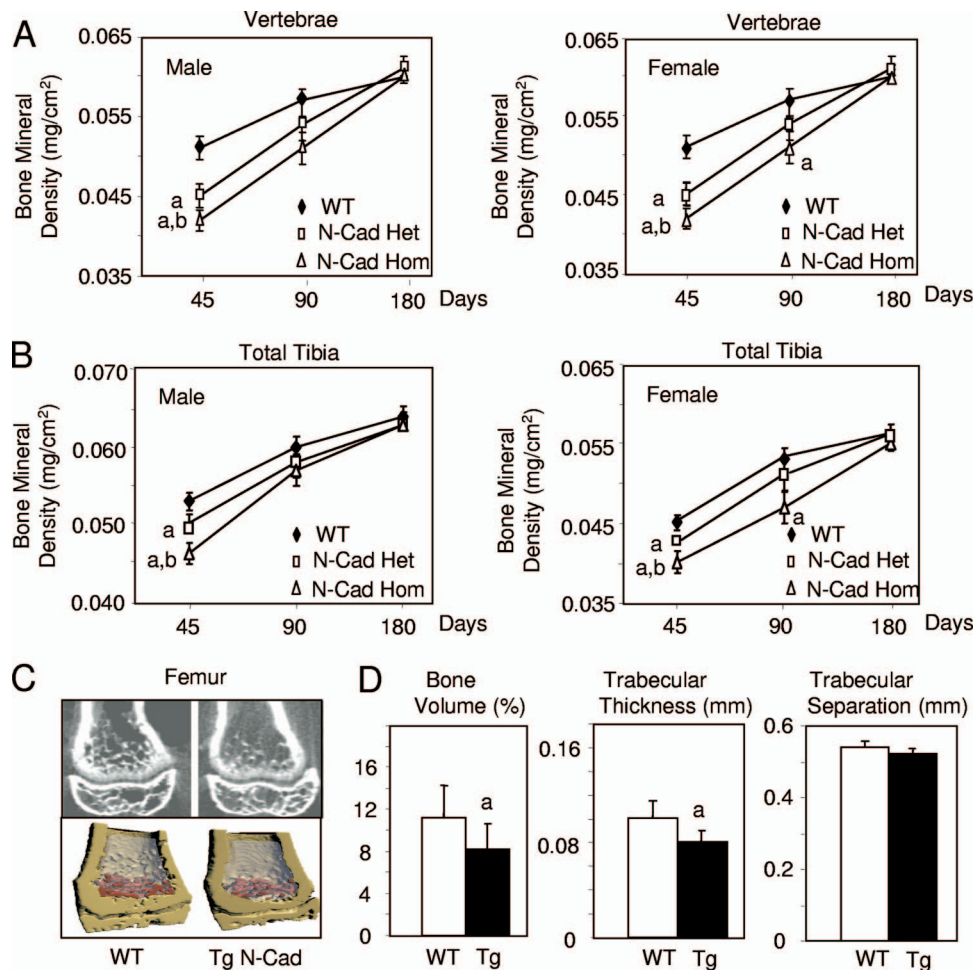 A
Vertebrae
Bone Mineral
Density (mg/cm²)
0.065
0.055
0.045
0.035
Male
a
a,b
WT
N-Cad Het
N-Cad Hom
45 90 180 Days
Vertebrae
Bone Mineral
Density (mg/cm²)
0.065
0.055
0.045
0.035
Female
a
a
a,b
WT
N-Cad Het
N-Cad Hom
45 90 180 Days
B
Total Tibia
Bone Mineral
Density (mg/cm²)
0.070
0.060
0.050
0.040
Male
a
a,b
WT
N-Cad Het
N-Cad Hom
45 90 180 Days
Total Tibia
Bone Mineral
Density (mg/cm²)
0.065
0.055
0.045
0.035
Female
a
a
a,b
WT
N-Cad Het
N-Cad Hom
45 90 180 Days
C
Femur
WT Tg N-Cad
D
Bone
Volume (%)
16
12
8
4
0
a
WT Tg
Trabecular
Thickness (mm)
0.16
0.08
0
a
WT Tg
Trabecular
Separation (mm)
0.6
0.4
0.2
0
WT Tg